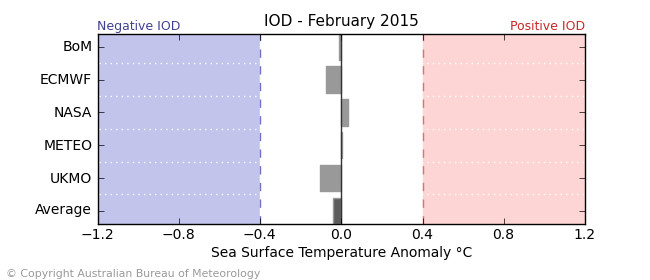 IOD - February 2015
Negative IOD
Positive IOD
BoM
ECMWF
NASA
METEO
UKMO
Average
−1.2 −0.8 −0.4 0.0 0.4 0.8 1.2
Sea Surface Temperature Anomaly °C
© Copyright Australian Bureau of Meteorology